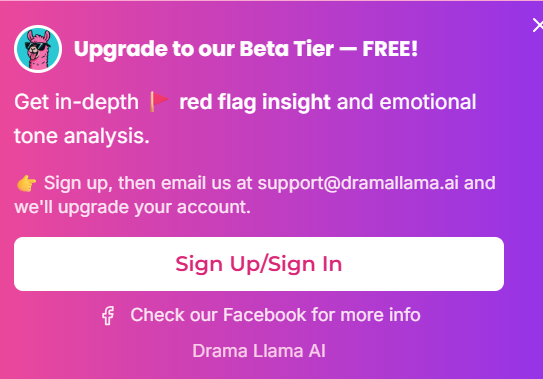 Upgrade to our Beta Tier — FREE!
Get in-depth 🚩 red flag insight and emotional
tone analysis.
👉 Sign up, then email us at support@dramallama.ai and
we'll upgrade your account.
Sign Up/Sign In
Check our Facebook for more info
Drama Llama AI